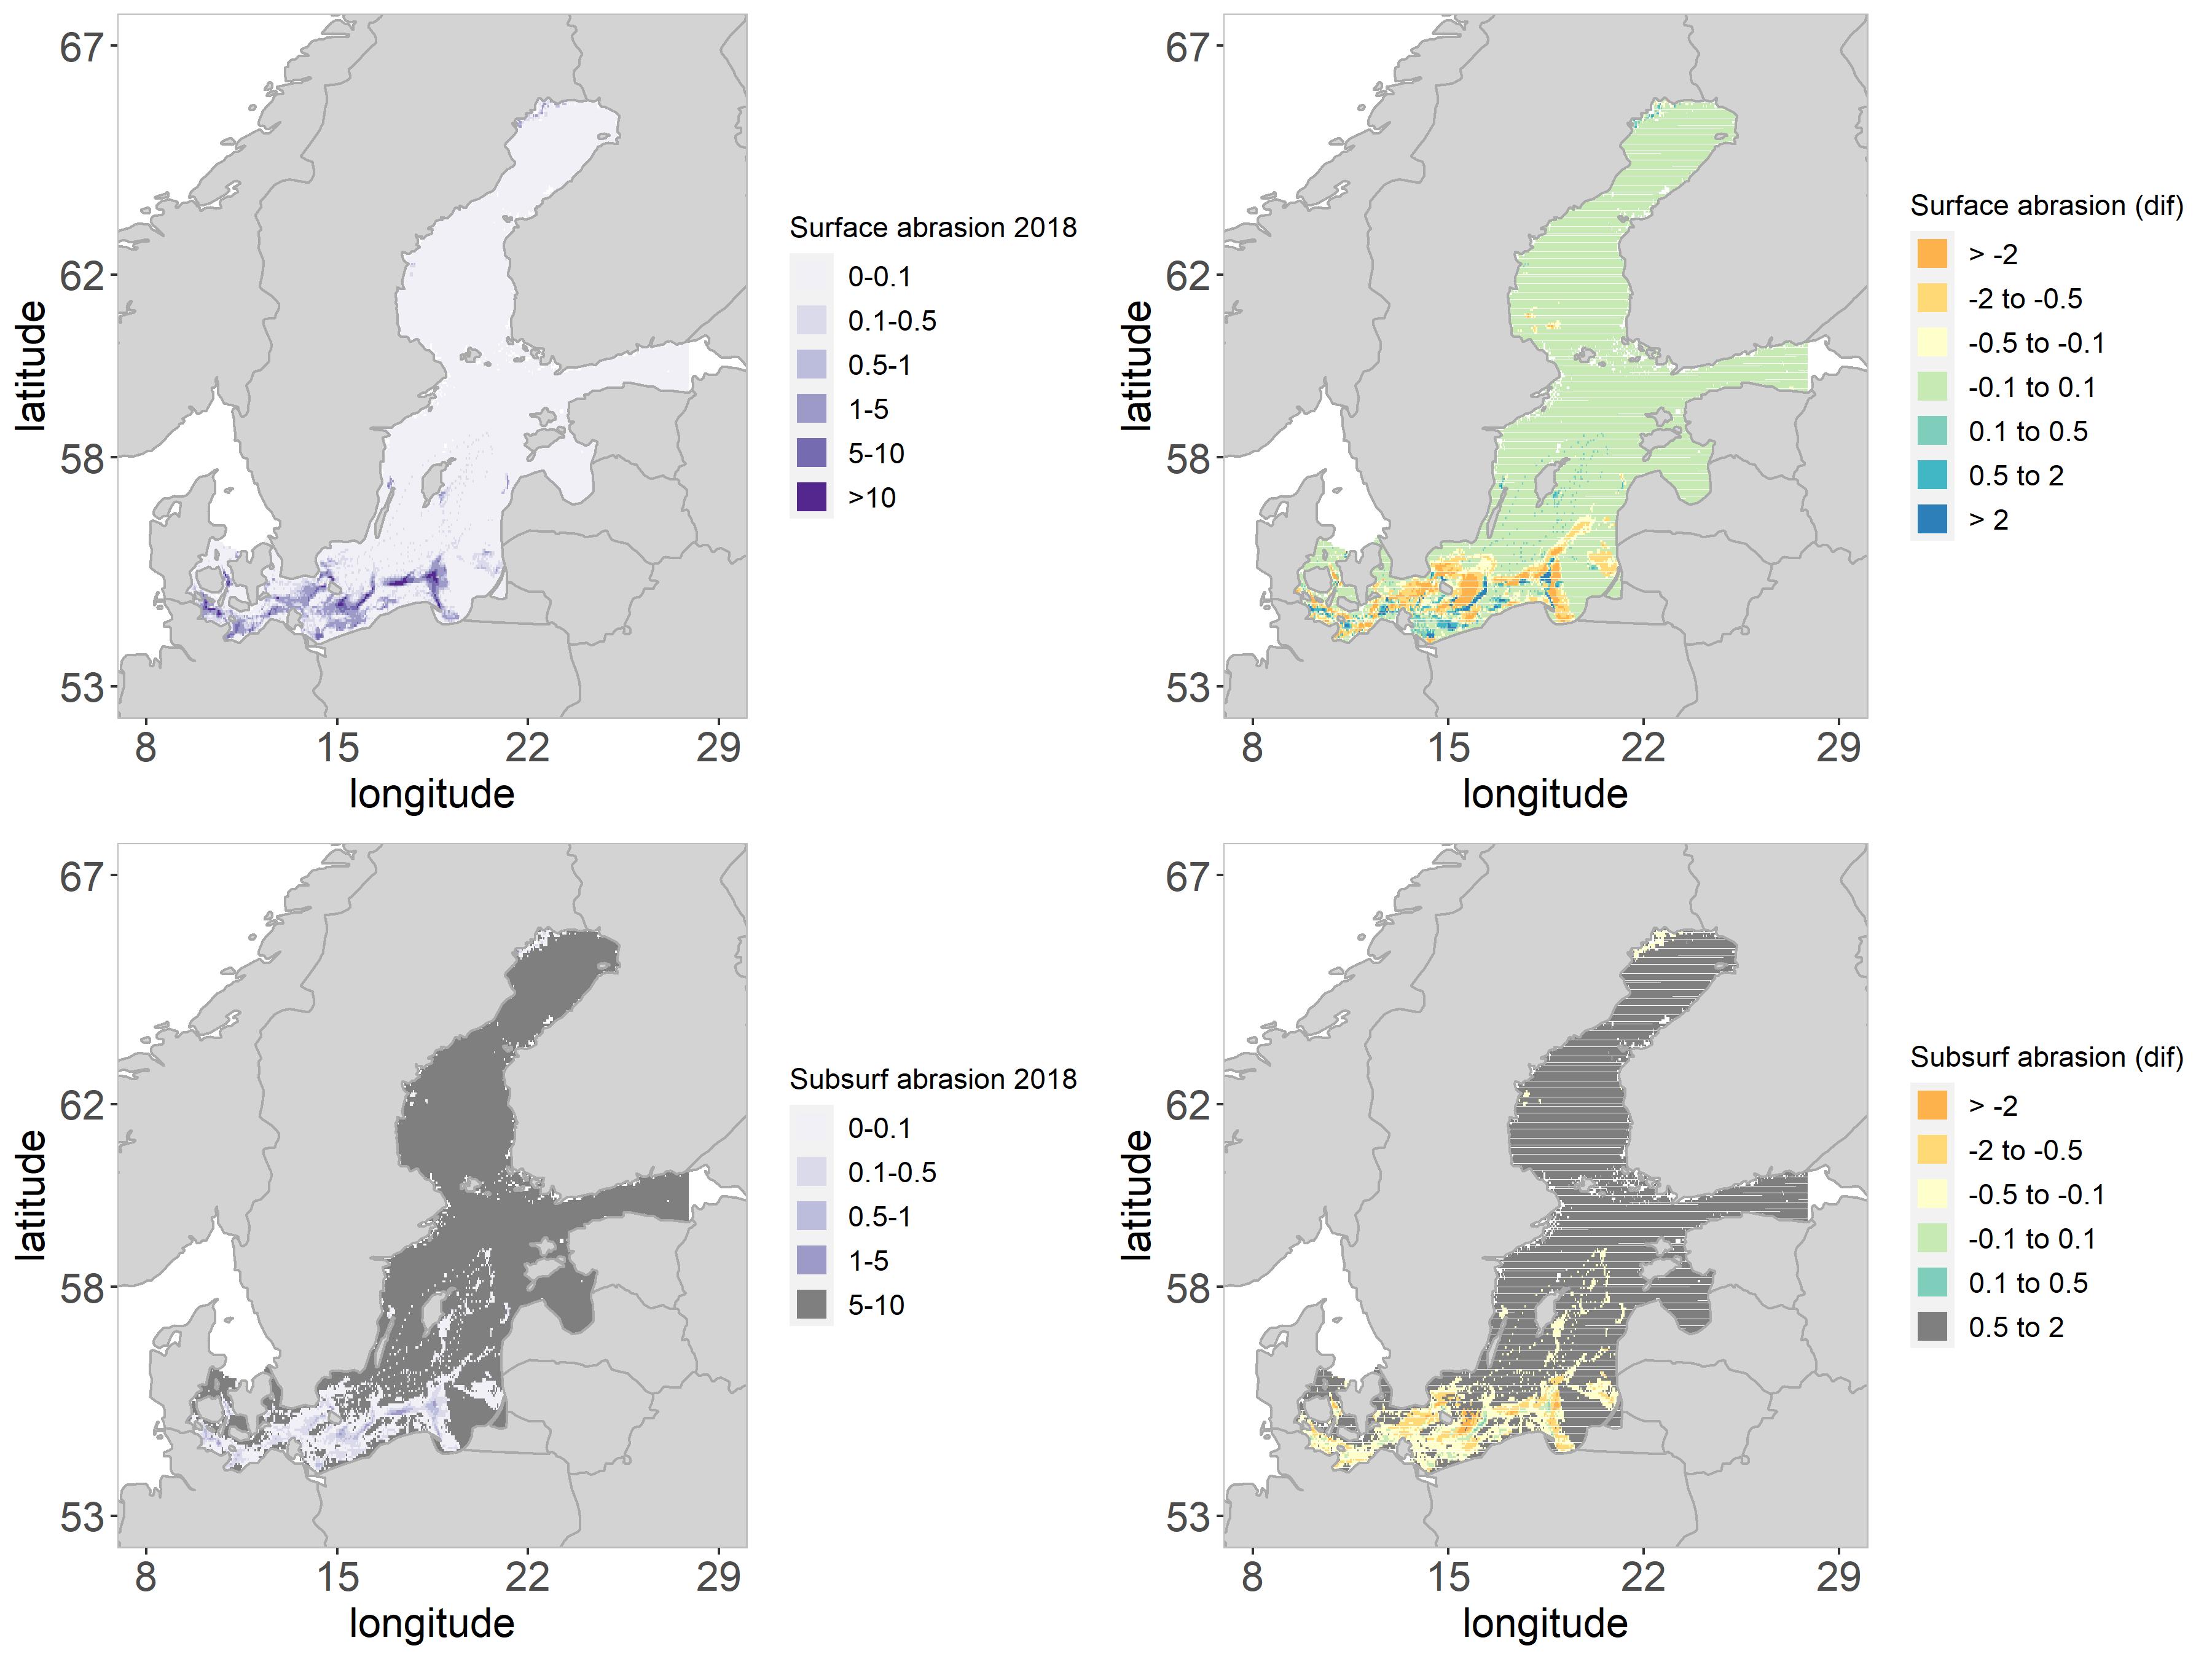 67
62
58
53
latitude
8 15 22 29
longitude
Surface abrasion 2018
0-0.1
0.1-0.5
0.5-1
1-5
5-10
>10
67
62
58
53
latitude
8 15 22 29
longitude
Surface abrasion (dif)
> -2
-2 to -0.5
-0.5 to -0.1
-0.1 to 0.1
0.1 to 0.5
0.5 to 2
> 2
67
62
58
53
latitude
8 15 22 29
longitude
Subsurf abrasion 2018
0-0.1
0.1-0.5
0.5-1
1-5
5-10
67
62
58
53
latitude
8 15 22 29
longitude
Subsurf abrasion (dif)
> -2
-2 to -0.5
-0.5 to -0.1
-0.1 to 0.1
0.1 to 0.5
0.5 to 2